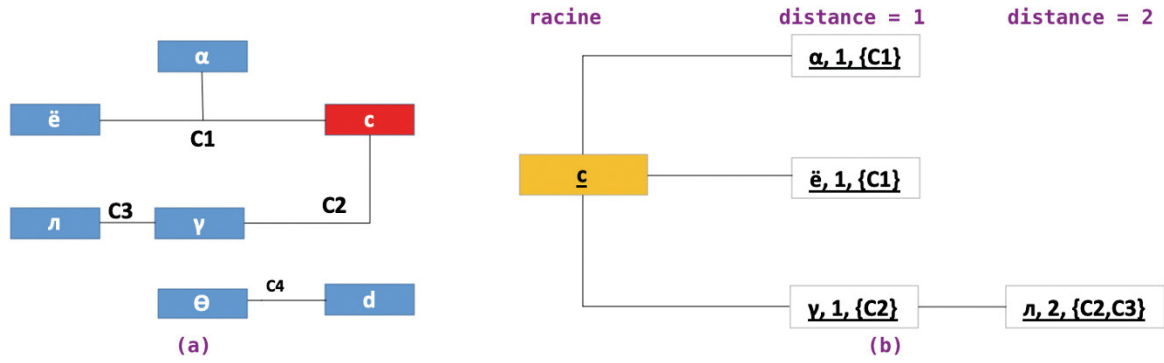 α
ё
C1
c
C2
л
C3
γ
Ɵ
C4
d
(a)
racine
distance = 1
distance = 2
α, 1, {C1}
c
ё, 1, {C1}
γ, 1, {C2}
л, 2, {C2,C3}
(b)